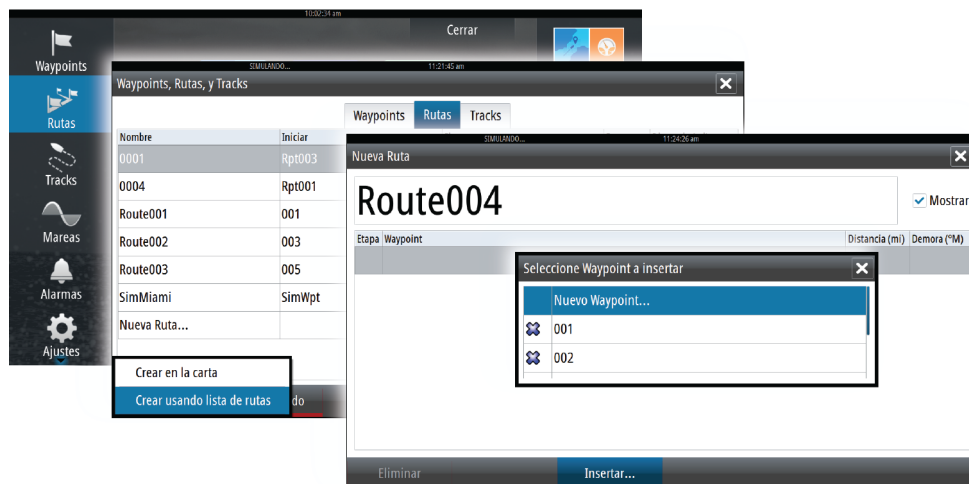 10:02:34 am
Cerrar
Waypoints
Rutas
Tracks
Mareas
Alarmas
Ajustes
SIMULANDO... 11:21:45 am
Waypoints, Rutas, y Tracks
Waypoints Rutas Tracks
Nombre Iniciar
0001 Rpt003
0004 Rpt001
Route001 001
Route002 003
Route003 005
SimMiami SimWpt
Nueva Ruta...
Crear en la carta
Crear usando lista de rutas
do
SIMULANDO... 11:24:26 am
Nueva Ruta
Route004
Mostrar
Etapa Waypoint Distancia (mi) Demora (°M)
Seleccione Waypoint a insertar
Nuevo Waypoint...
001
002
Eliminar Insertar...